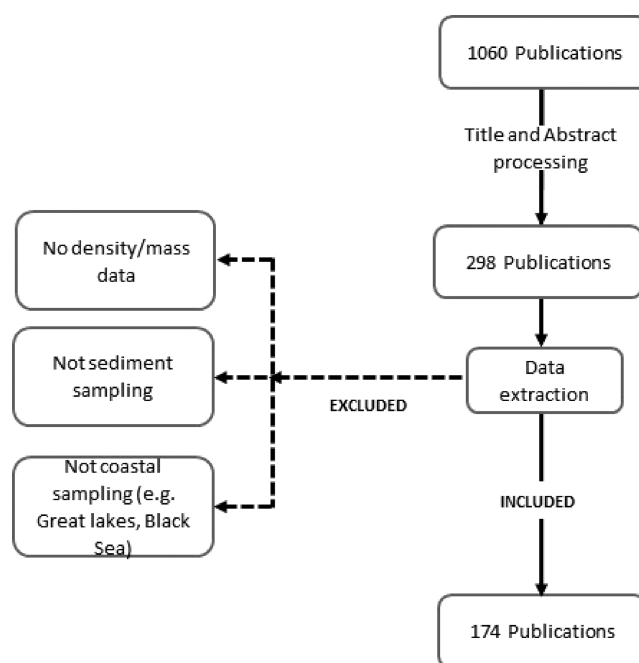 1060 Publications
Title and Abstract
processing
298 Publications
Data
extraction
EXCLUDED
No density/mass
data
Not sediment
sampling
Not coastal
sampling (e.g.
Great lakes, Black
Sea)
INCLUDED
174 Publications